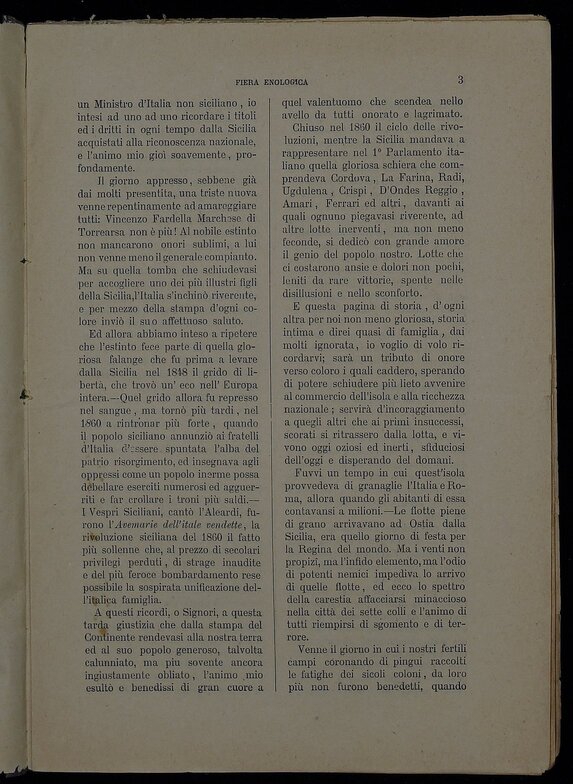 FIERA ENOLOGICA
3
un Ministro d'Italia non siciliano, io
intesi ad uno ad uno ricordare i titoli
ed i dritti in ogni tempo dalla Sicilia
acquistati alla riconoscenza nazionale,
e l'animo mio gioì soavemente, pro-
fondamente.
Il giorno appresso, sebbene già
dai molti presentita, una triste nuova
venne repentinamente ad amareggiare
tutti: Vincenzo Fardella Marchese di
Torrearsa non è più! Al nobile estinto
non mancarono onori sublimi, a lui
non venne meno il generale compianto.
Ma su quella tomba che schiudevasi
per accogliere uno dei più illustri figli
della Sicilia, l'Italia s'inchinò riverente,
e per mezzo della stampa d'ogni co-
lore inviò il suo affettuoso saluto.
Ed allora abbiamo inteso a ripetere
che l'estinto fece parte di quella glo-
riosa falange che fu prima a levare
dalla Sicilia nel 1848 il grido di li-
bertà, che trovò un' eco nell' Europa
intera.—Quel grido allora fu represso
nel sangue, ma tornò più tardi, nel
1860 a rintronar più forte, quando
il popolo siciliano annunziò ai fratelli
d'Italia d'essere spuntata l'alba del
patrio risorgimento, ed insegnava agli
oppressi come un popolo inerme possa
debellare eserciti numerosi ed agguer-
riti e far crollare i troni più saldi.—
I Vespri Siciliani, cantò l'Aleardi, fu-
rono l'Avemarie dell'itale vendette, la
rivoluzione siciliana del 1860 il fatto
più sollenne che, al prezzo di secolari
privilegi perduti, di strage inaudite
e del più feroce bombardamento rese
possibile la sospirata unificazione del-
l'italica famiglia.
A questi ricordi, o Signori, a questa
tarda giustizia che dalla stampa del
Continente rendevasi alla nostra terra
ed al suo popolo generoso, talvolta
calunniato, ma più sovente ancora
ingiustamente obliato, l'animo mio
esultò e benedissi di gran cuore a
quel valentuomo che scendea nello
avello da tutti onorato e lagrimato.
Chiuso nel 1860 il ciclo delle rivo-
luzioni, mentre la Sicilia mandava a
rappresentare nel 1° Parlamento ita-
liano quella gloriosa schiera che com-
prendeva Cordova, La Farina, Radi,
Ugdulena, Crispi, D'Ondes Reggio,
Amari, Ferrari ed altri, davanti ai
quali ognuno piegavasi riverente, ad
altre lotte inerventi, ma non meno
feconde, si dedicò con grande amore
il genio del popolo nostro. Lotte che
ci costarono ansie e dolori non pochi,
leniti da rare vittorie, spente nelle
disillusioni e nello sconforto.
E questa pagina di storia, d'ogni
altra per noi non meno gloriosa, storia
intima e direi quasi di famiglia, dai
molti ignorata, io voglio di volo ri-
cordarvi; sarà un tributo di onore
verso coloro i quali caddero, sperando
di potere schiudere più lieto avvenire
al commercio dell'isola e alla ricchezza
nazionale; servirà d'incoraggiamento
a quegli altri che ai primi insuccessi,
scorati si ritrassero dalla lotta, e vi-
vono oggi oziosi ed inerti, sfiduciosi
dell'oggi e disperando del domani.
Fuvvi un tempo in cui quest'isola
provvedeva di granaglie l'Italia e Ro-
ma, allora quando gli abitanti di essa
contavansi a milioni.—Le flotte piene
di grano arrivavano ad Ostia dalla
Sicilia, era quello giorno di festa per
la Regina del mondo. Ma i venti non
propizi, ma l'infido elemento, ma l'odio
di potenti nemici impediva lo arrivo
di quelle flotte, ed ecco lo spettro
della carestia affacciarsi minaccioso
nella città dei sette colli e l'animo di
tutti riempirsi di sgomento e di ter-
rore.
Venne il giorno in cui i nostri fertili
campi coronando di pingui raccolti
le fatighe dei sicoli coloni, da loro
più non furono benedetti, quando